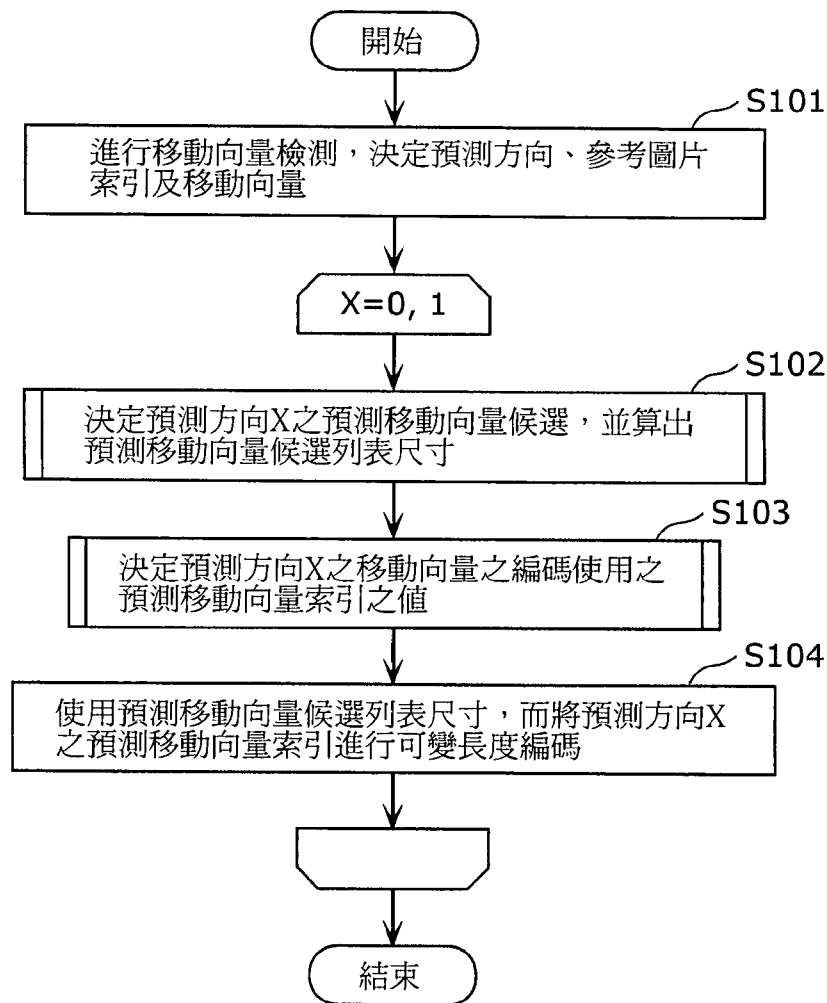 開始
S101
進行移動向量檢測，決定預測方向、參考圖片
索引及移動向量
X=0, 1
S102
決定預測方向X之預測移動向量候選，並算出
預測移動向量候選列表尺寸
S103
決定預測方向X之移動向量之編碼使用之
預測移動向量索引之值
S104
使用預測移動向量候選列表尺寸，而將預測方向X
之預測移動向量索引進行可變長度編碼
結束